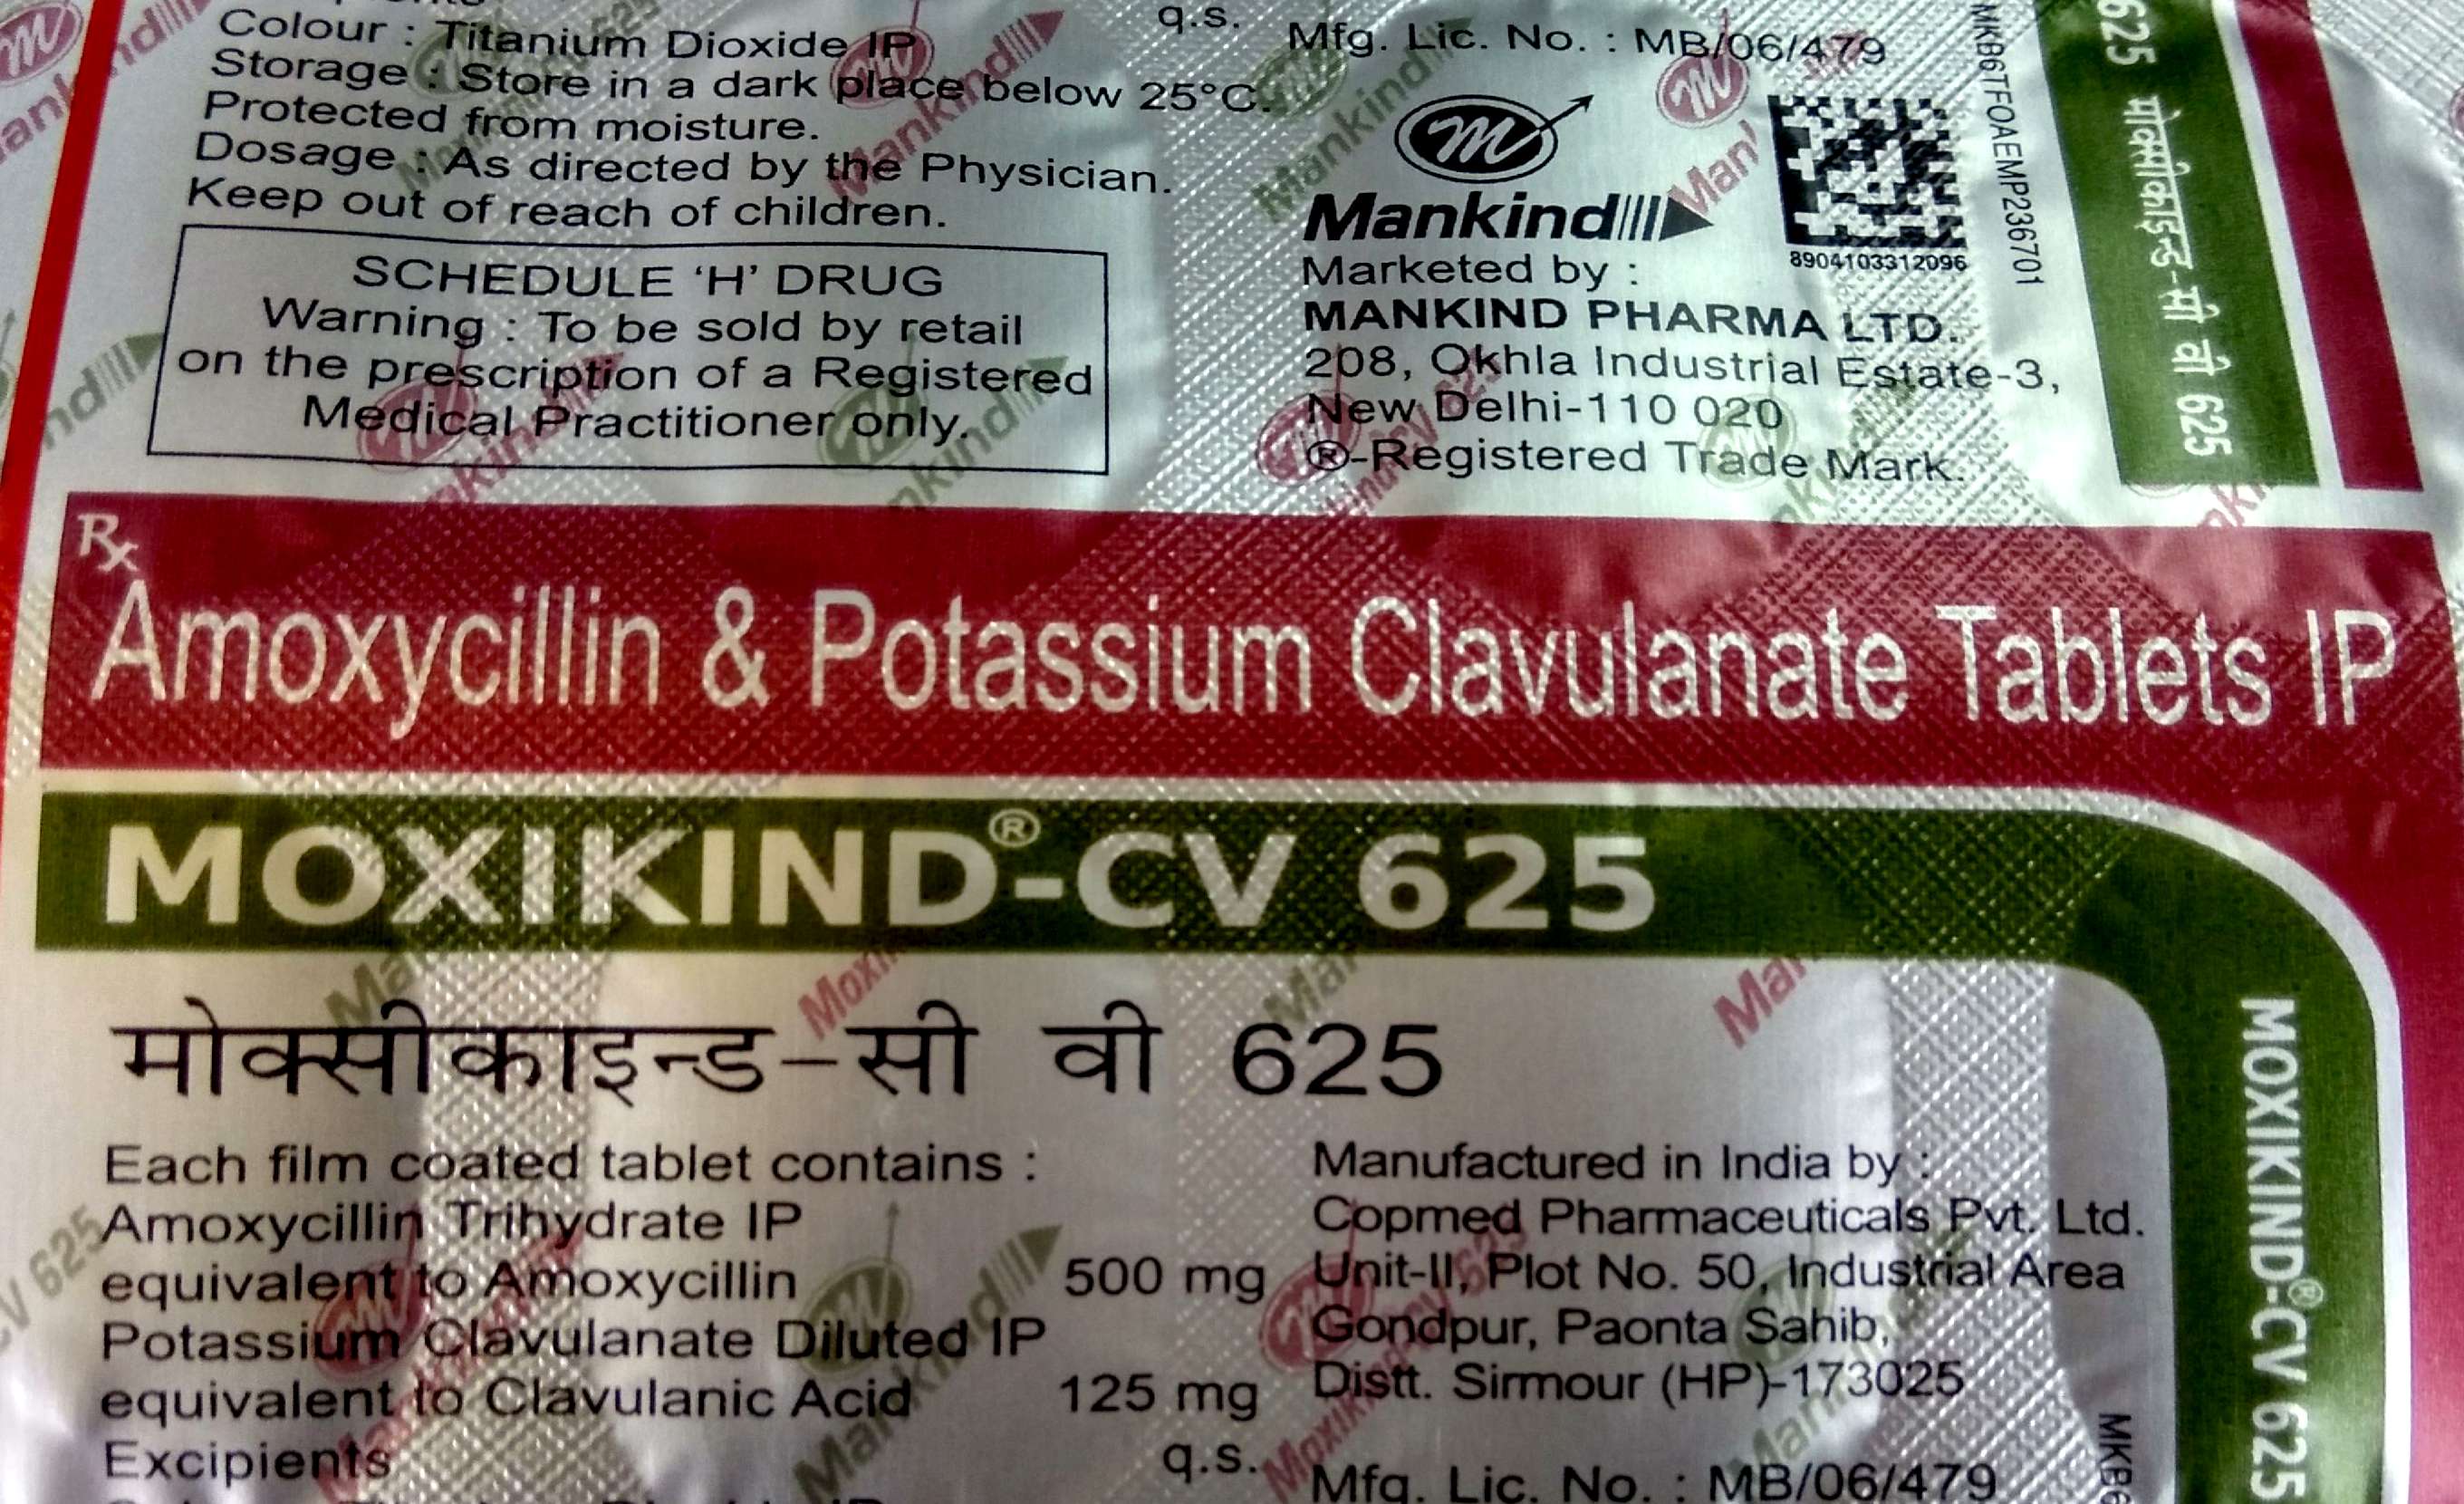 Colour : Titanium Dioxide IP
q.s.
Storage : Store in a dark place below 25°C.
Protected from moisture.
Dosage : As directed by the Physician.
Keep out of reach of children.
SCHEDULE ‘H’ DRUG
Warning : To be sold by retail
on the prescription of a Registered
Medical Practitioner only.
Mfg. Lic. No. : MB/06/479
Mankind
8904103312096
Marketed by :
MANKIND PHARMA LTD.
208, Okhla Industrial Estate-3,
New Delhi-110 020
®-Registered Trade Mark.
MKB6TFOAEMP236701
625 मोक्सीकाइन्ड-सी वी 625
Rx
Amoxycillin & Potassium Clavulanate Tablets IP
MOXIKIND®-CV 625
मोक्सीकाइन्ड-सी वी 625
Each film coated tablet contains :
Amoxycillin Trihydrate IP
equivalent to Amoxycillin 500 mg
Potassium Clavulanate Diluted IP
equivalent to Clavulanic Acid 125 mg
Excipients q.s.
Manufactured in India by :
Copmed Pharmaceuticals Pvt. Ltd.
Unit-II, Plot No. 50, Industrial Area
Gondpur, Paonta Sahib,
Distt. Sirmour (HP)-173025
Mfg. Lic. No. : MB/06/479
MOXIKIND®-CV 625
MKB6